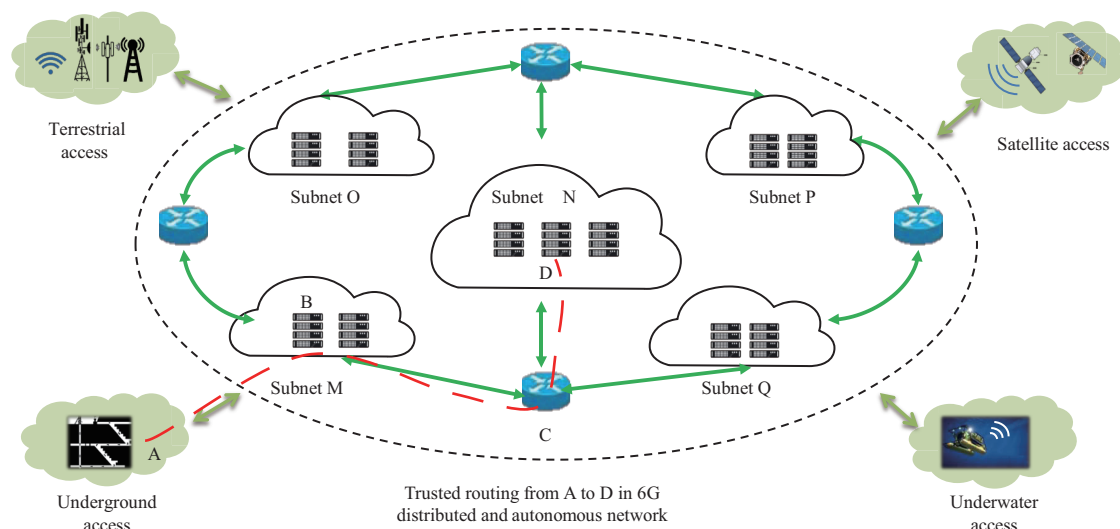 Terrestrial
access
Satellite access
Subnet O
Subnet P
Subnet N
D
B
Subnet M
Subnet Q
C
A
Underground
access
Trusted routing from A to D in 6G
distributed and autonomous network
Underwater
access